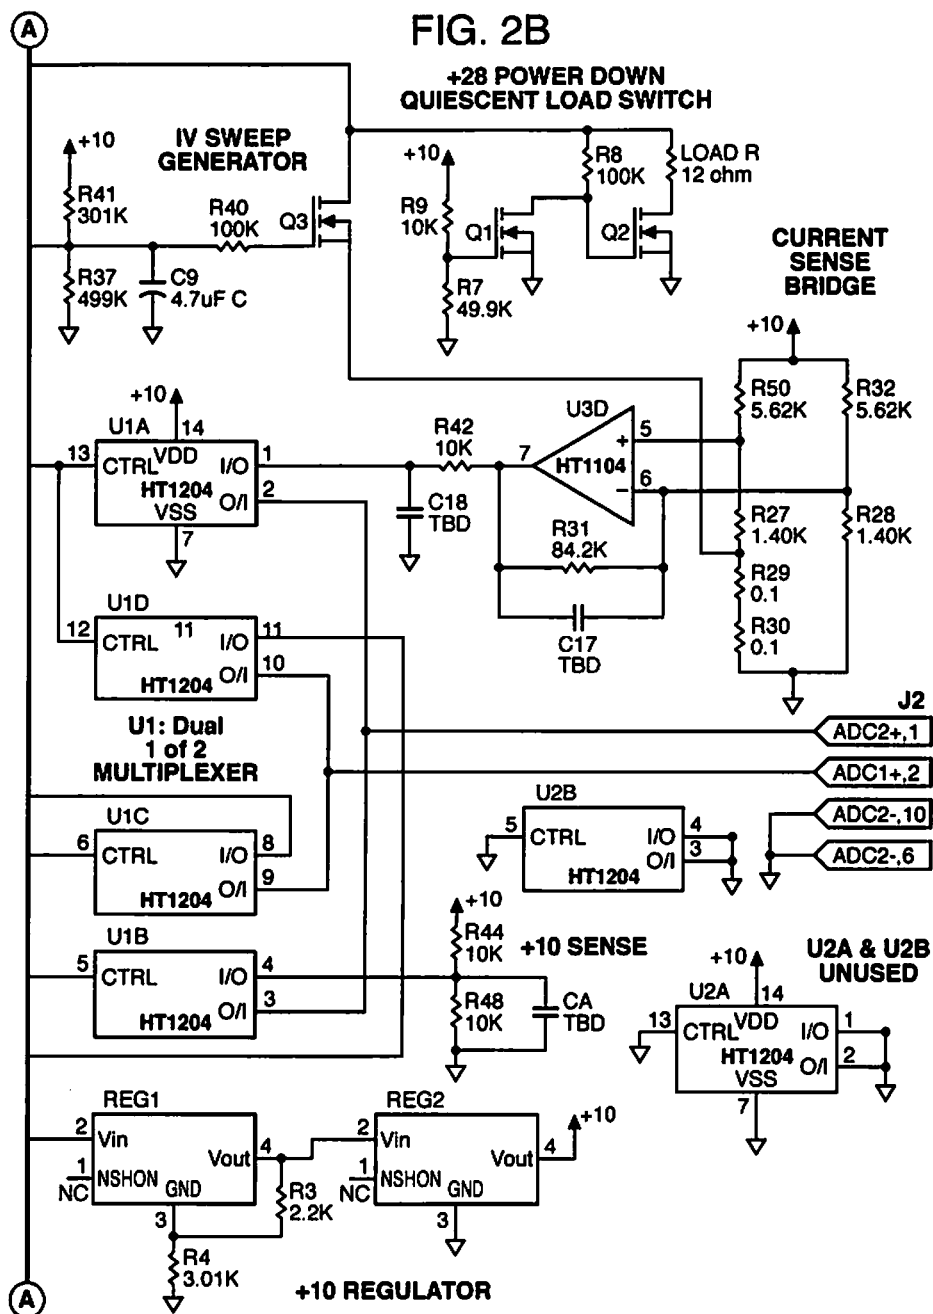 A
FIG. 2B
+28 POWER DOWN
QUIESCENT LOAD SWITCH
IV SWEEP
GENERATOR
+10
R41
301K
R40
100K
Q3
R37
499K
C9
4.7uF C
+10
R9
10K
Q1
R7
49.9K
R8
100K
LOAD R
12 ohm
Q2
CURRENT
SENSE
BRIDGE
+10
R50
5.62K
R32
5.62K
R27
1.40K
R28
1.40K
R29
0.1
R30
0.1
U3D
HT1104
+
-
5
6
7
R42
10K
C18
TBD
R31
84.2K
C17
TBD
+10
U1A
14
13 CTRL VDD I/O 1
HT1204
O/I 2
VSS
7
U1D
12 CTRL 11 I/O 11
O/I 10
HT1204
U1: Dual
1 of 2
MULTIPLEXER
U1C
6 CTRL I/O 8
O/I 9
HT1204
U1B
5 CTRL I/O 4
O/I 3
HT1204
J2
ADC2+,1
ADC1+,2
ADC2-,10
ADC2-,6
U2B
5 CTRL I/O 4
O/I 3
HT1204
+10
R44
10K
+10 SENSE
R48
10K
CA
TBD
U2A & U2B
UNUSED
+10
U2A
14
13 CTRL VDD I/O 1
HT1204
O/I 2
VSS
7
REG1
2 Vin
Vout 4
1 NSHON
NC
GND
3
R3
2.2K
R4
3.01K
REG2
2 Vin
Vout 4
1 NSHON
NC
GND
3
+10
+10 REGULATOR
A